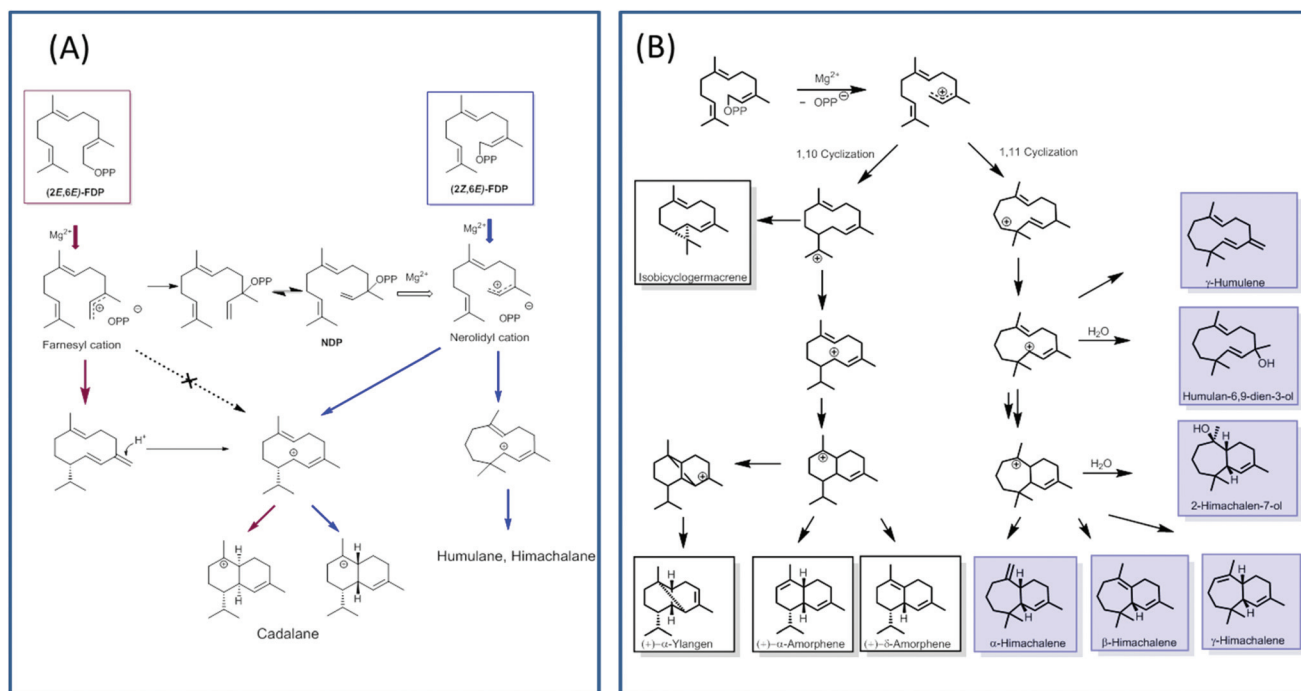 (A)
OPP
(2E,6E)-FDP
OPP
(2Z,6E)-FDP
Mg2+
Mg2+
OPP
OPP
OPP
Mg2+
OPP
Farnesyl cation
NDP
Nerolidyl cation
H+
Humulane, Himachalane
H
H
H
H
Cadalane
(B)
OPP
Mg2+
− OPP
1,10 Cyclization
1,11 Cyclization
Isobicyclogermacrene
γ-Humulene
H2O
OH
Humulan-6,9-dien-3-ol
H2O
HO
H
H
2-Himachalen-7-ol
H
H
(+)-α-Ylangen
H
H
(+)-α-Amorphene
H
(+)-δ-Amorphene
H
H
α-Himachalene
H
β-Himachalene
H
H
γ-Himachalene